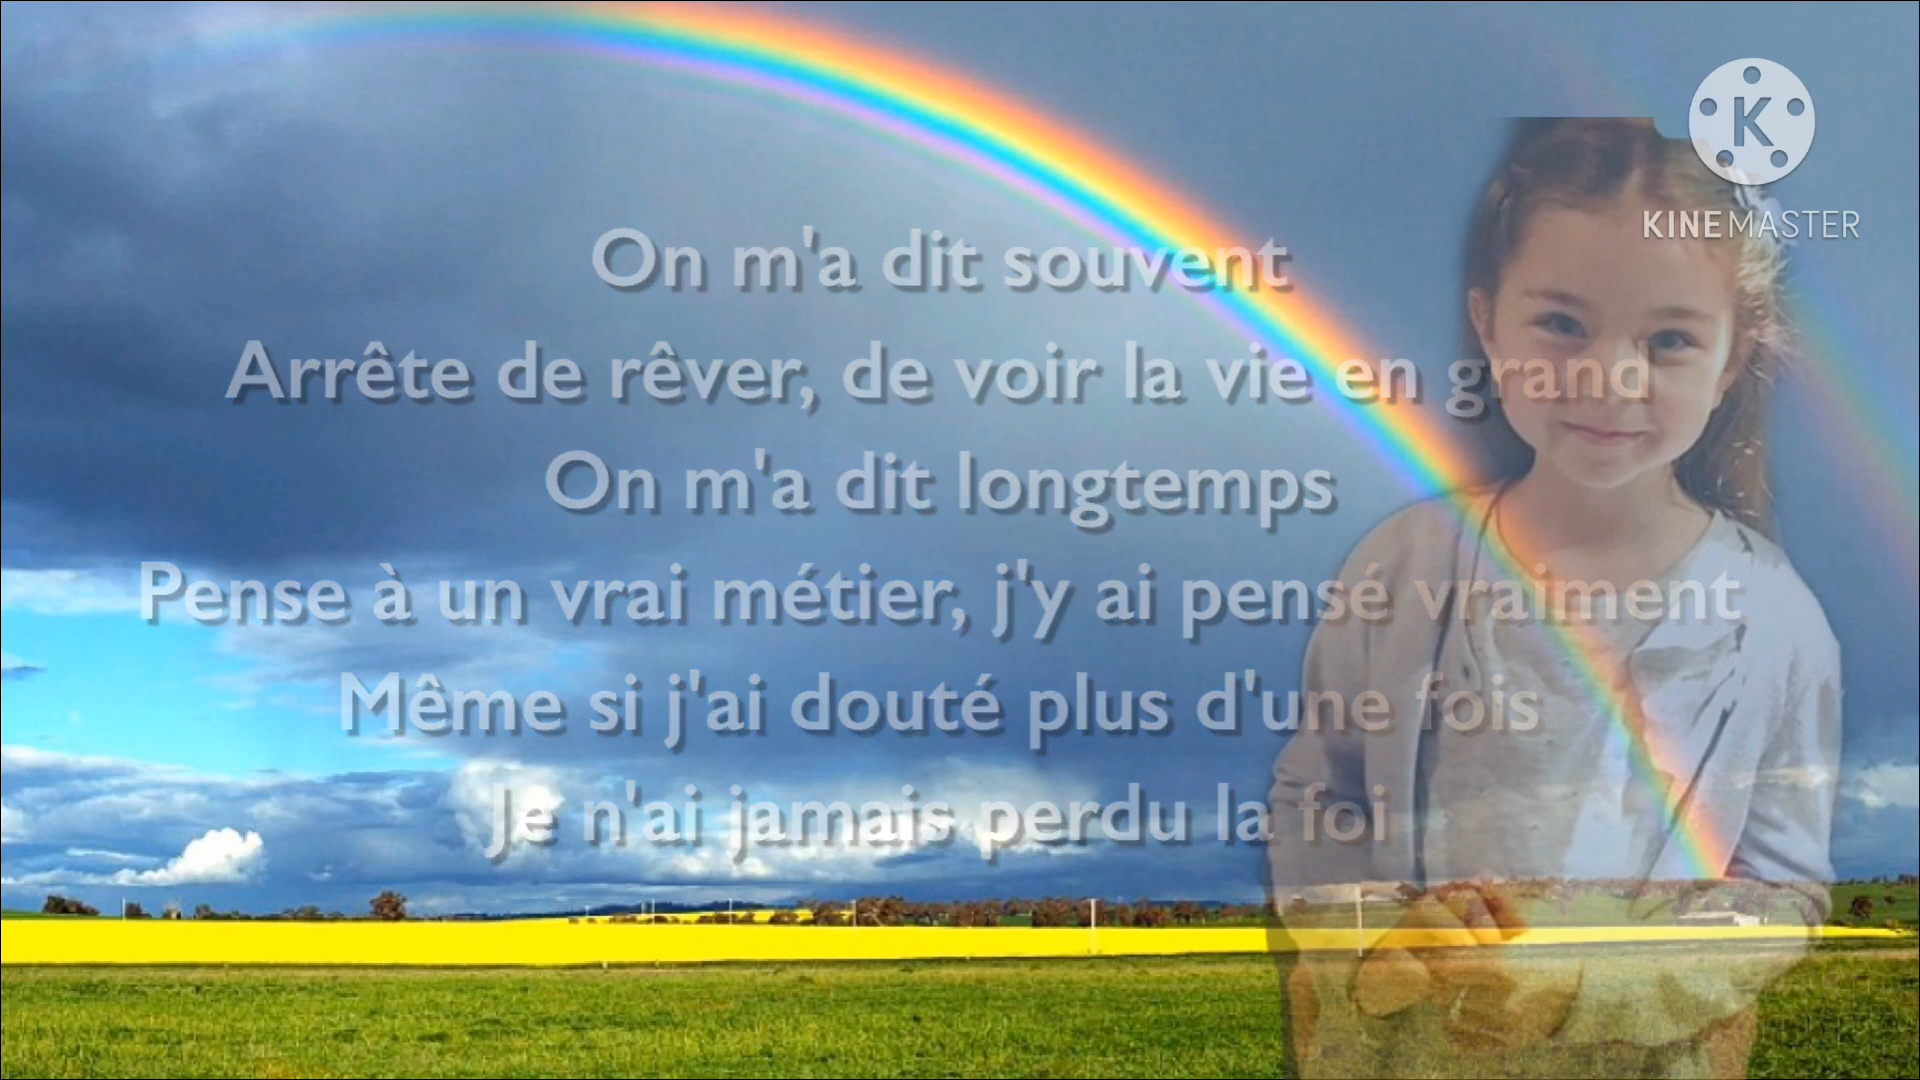 K
KINEMASTER
On m'a dit souvent
Arrête de rêver, de voir la vie en grand
On m'a dit longtemps
Pense à un vrai métier, j'y ai pensé vraiment
Même si j'ai douté plus d'une fois
Je n'ai jamais perdu la foi